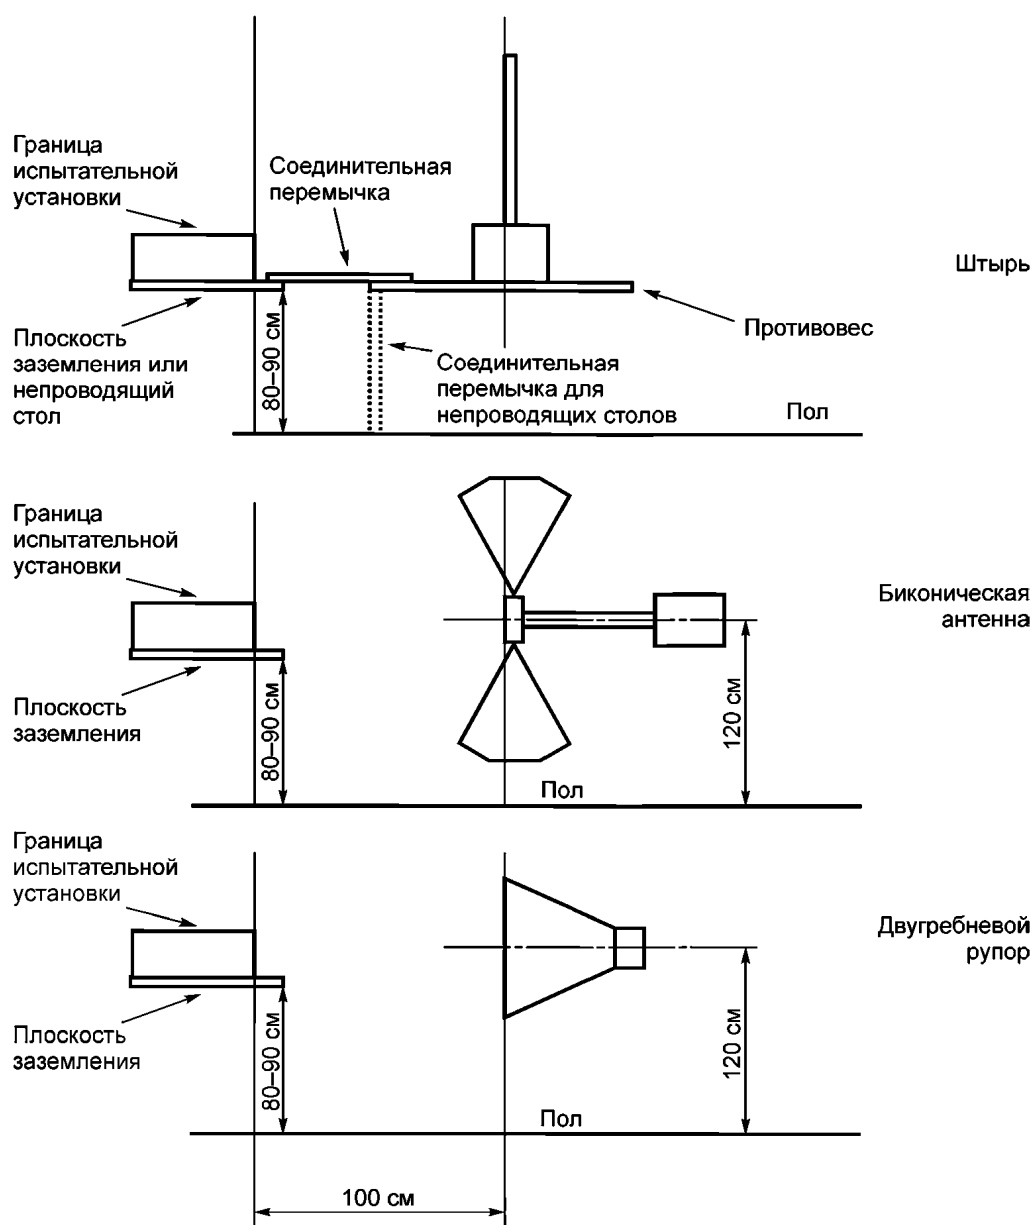 Граница
испытательной
установки
Соединительная
перемычка
Штырь
Плоскость
заземления или
непроводящий
стол
80–90 см
Соединительная
перемычка для
непроводящих столов
Противовес
Пол
Граница
испытательной
установки
Биконическая
антенна
Плоскость
заземления
80–90 см
120 см
Пол
Граница
испытательной
установки
Двугребневой
рупор
Плоскость
заземления
80–90 см
120 см
Пол
100 см